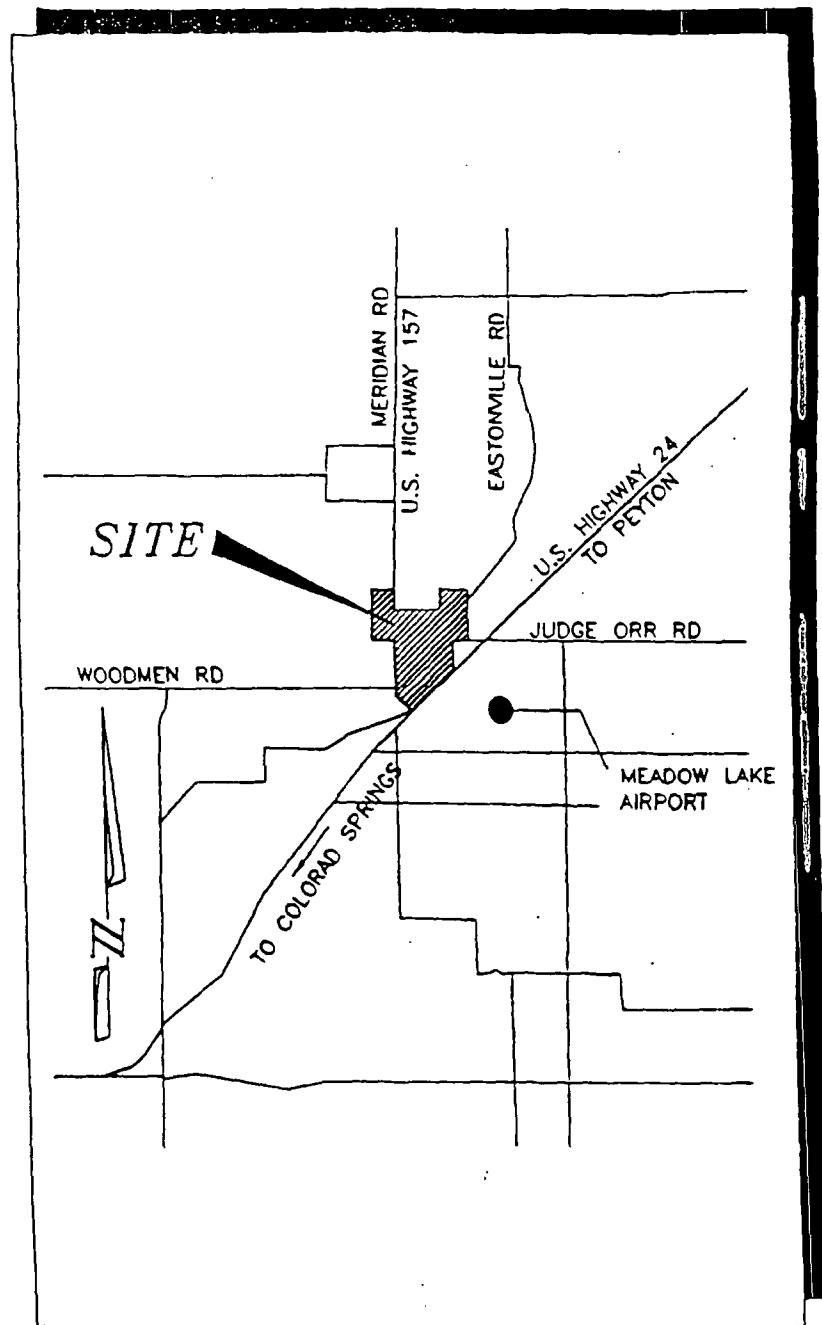 MERIDIAN RD
U.S. HIGHWAY 157
EASTONVILLE RD
U.S. HIGHWAY 24
TO PEYTON
SITE
JUDGE ORR RD
WOODMEN RD
MEADOW LAKE
AIRPORT
TO COLORAD SPRINGS
N